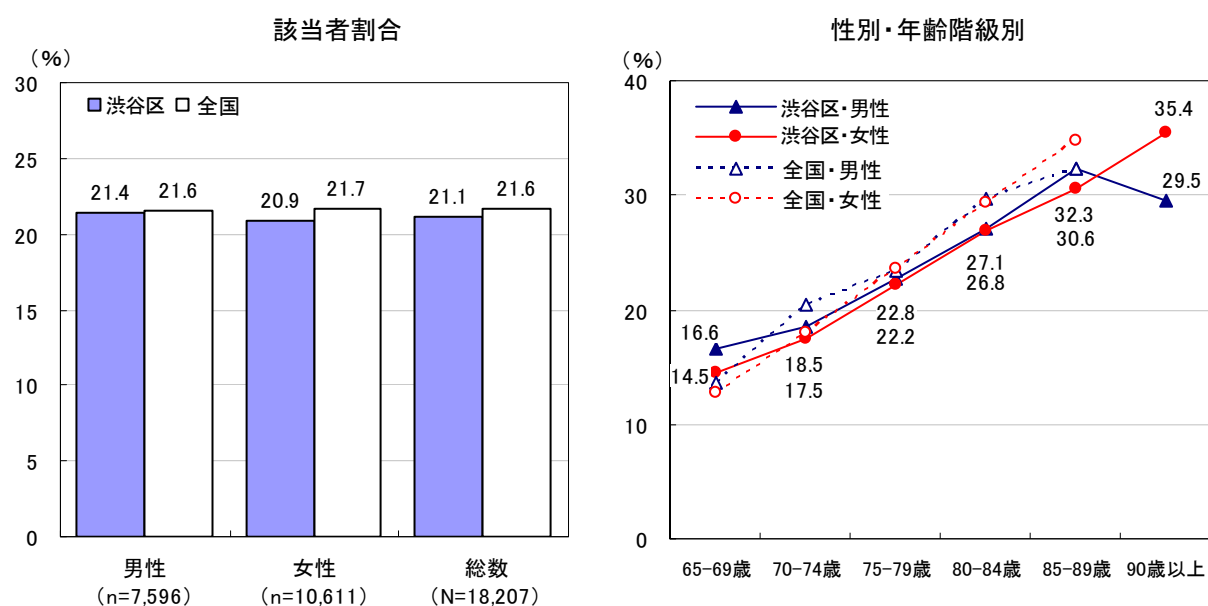 該当者割合
(%)
30
25
20
15
10
5
0
渋谷区 全国
21.4 21.6 20.9 21.7 21.1 21.6
男性 女性 総数
(n=7,596) (n=10,611) (N=18,207)
性別・年齢階級別
(%)
40
30
20
10
0
渋谷区・男性
渋谷区・女性
全国・男性
全国・女性
35.4
29.5
32.3
30.6
27.1
26.8
22.8
22.2
16.6
18.5
14.5
17.5
65-69歳 70-74歳 75-79歳 80-84歳 85-89歳 90歳以上